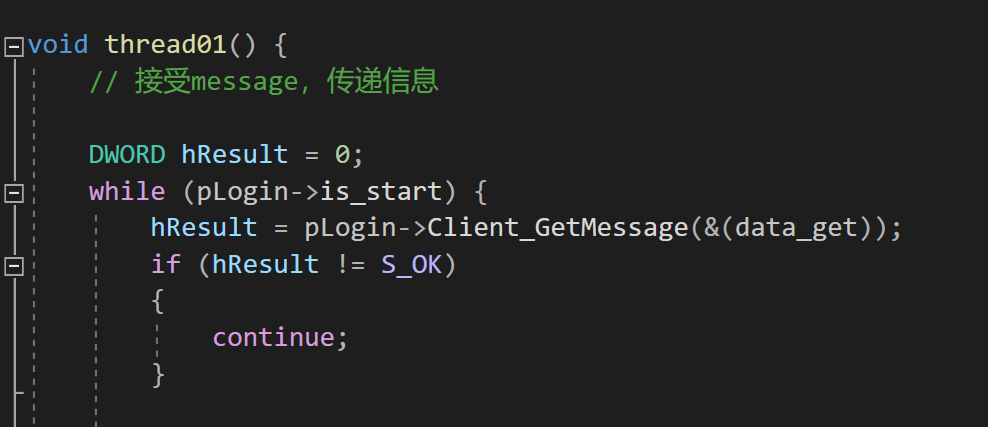 void thread01() {
    // 接受message, 传递信息
    DWORD hResult = 0;
    while (pLogin->is_start) {
        hResult = pLogin->Client_GetMessage(&(data_get));
        if (hResult != S_OK)
        {
            continue;
        }